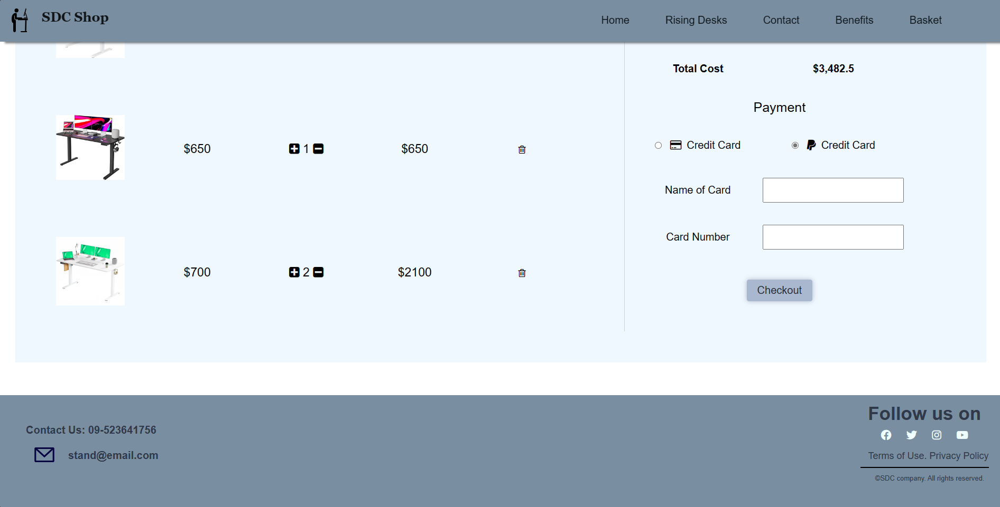 SDC Shop
Home Rising Desks Contact Benefits Basket
Total Cost $3,482.5
Payment
Credit Card Credit Card
$650 1 $650
Name of Card
Card Number
$700 2 $2100
Checkout
Contact Us: 09-523641756
stand@email.com
Follow us on
Terms of Use. Privacy Policy
©SDC company. All rights reserved.